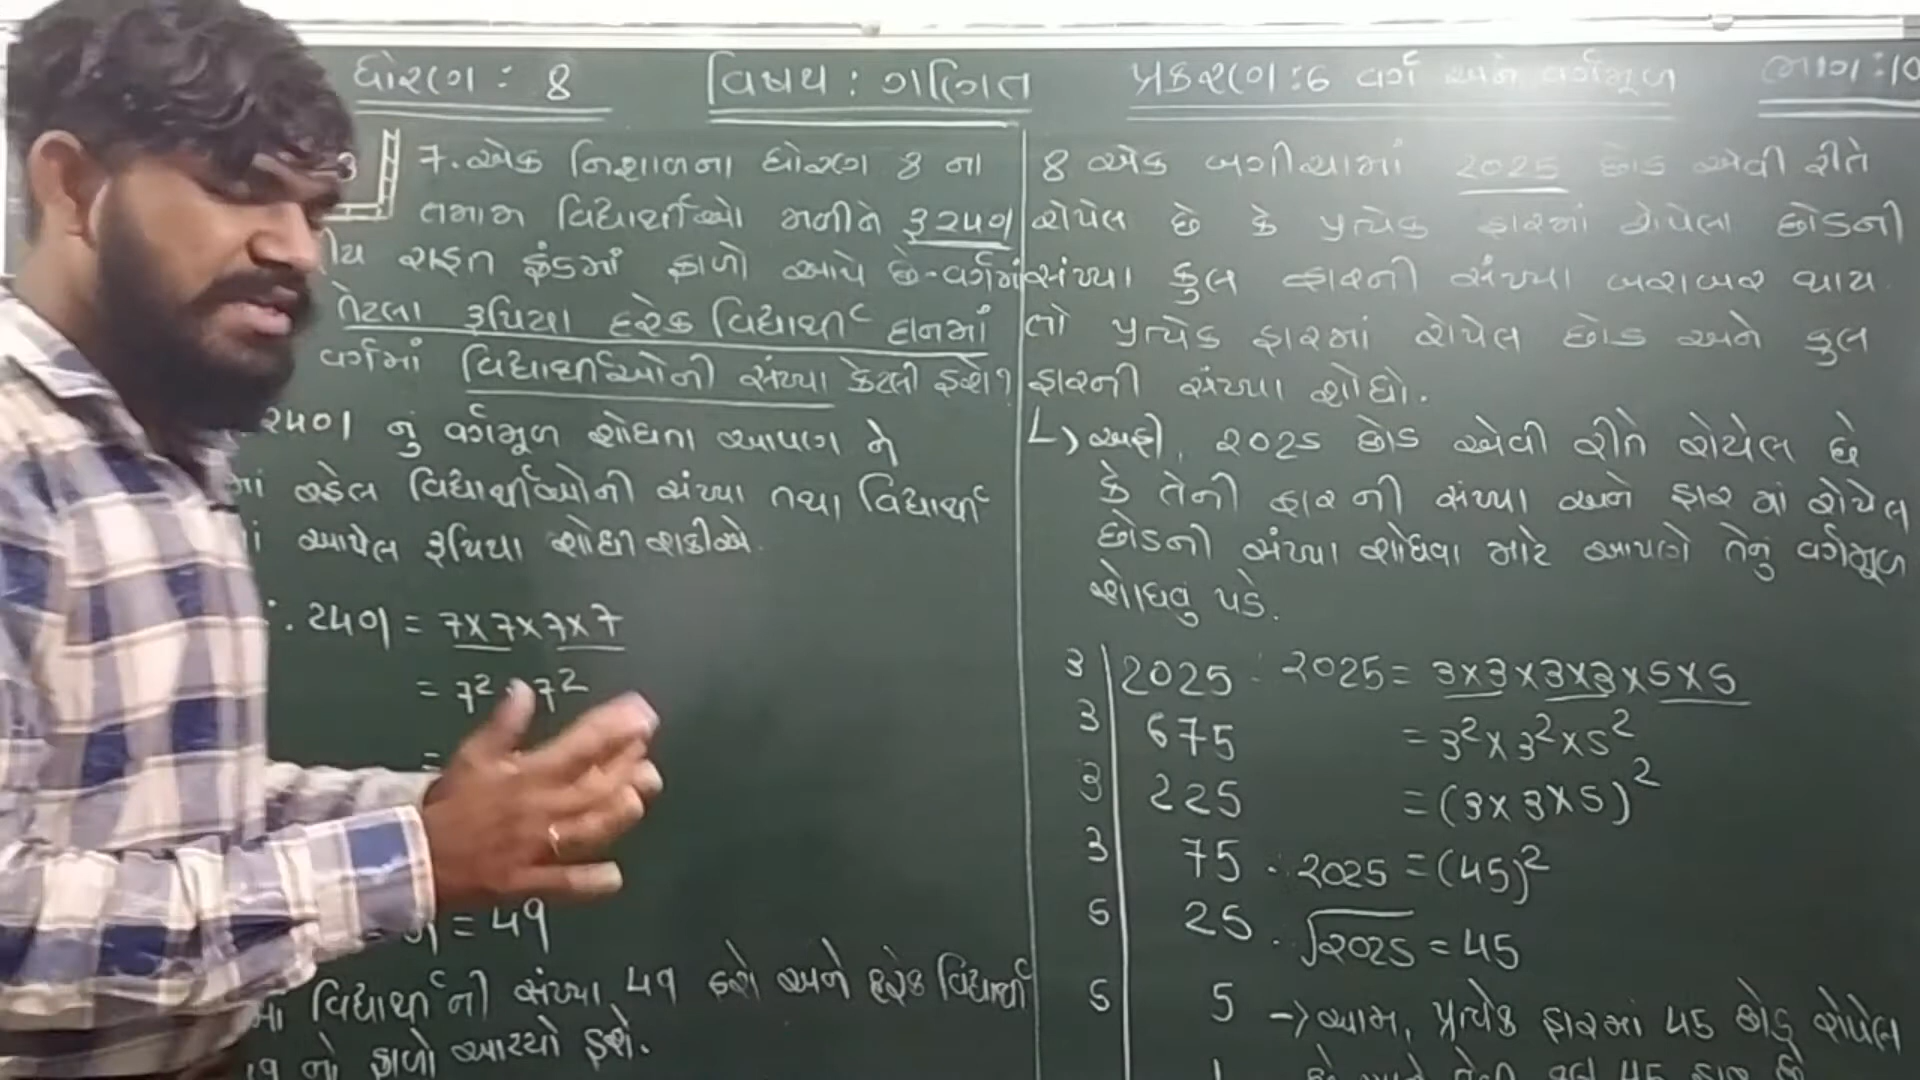 ધોરણ : 8 વિષય : ગણિત પ્રકરણ :6 વર્ગ અને વર્ગમૂળ ભાગ :10
7. એક નિશાળના ધોરણ 8 ના
તમામ વિદ્યાર્થીઓ મળીને રૂ 2401
રાહત ફંડમાં ફાળો આપે છે. વર્ગમાં
તેટલા રૂપિયા દરેક વિદ્યાર્થી દાનમાં
વર્ગમાં વિદ્યાર્થીઓની સંખ્યા કેટલી હશે?
2401 નું વર્ગમૂળ શોધતા આપણ ને
રહેલ વિદ્યાર્થીઓની સંખ્યા તથા વિદ્યાર્થી
આપેલ રૂપિયા શોધી શકીએ.
∴ 2401 = 7×7×7×7
= 7² 7²
=
= 49
વિદ્યાર્થી ની સંખ્યા 49 હશે અને દરેક વિદ્યાર્થી
નો ફાળો આપ્યો હશે.
8 એક બગીચામાં 2025 છોડ એવી રીતે
રોપેલ છે કે પ્રત્યેક હારમાં રોપેલા છોડની
સંખ્યા કુલ હારની સંખ્યા બરાબર થાય
તો પ્રત્યેક હારમાં રોપેલ છોડ અને કુલ
હારની સંખ્યા શોધો.
અહી, 2025 છોડ એવી રીતે રોપેલ છે
કે તેની હાર ની સંખ્યા અને હાર માં રોપેલ
છોડની સંખ્યા શોધવા માટે આપણે તેનું વર્ગમૂળ
શોધવું પડે.
3 | 2025 ∴ 2025 = 3×3×3×3×5×5
3 | 675 = 3²×3²×5²
3 | 225 = (3×3×5)²
3 | 75 ∴ 2025 = (45)²
5 | 25 ∴ √2025 = 45
5 | 5 → આમ, પ્રત્યેક હારમાં 45 છોડ રોપેલ
1 છે અને તેની કુલ 45 હાર છે